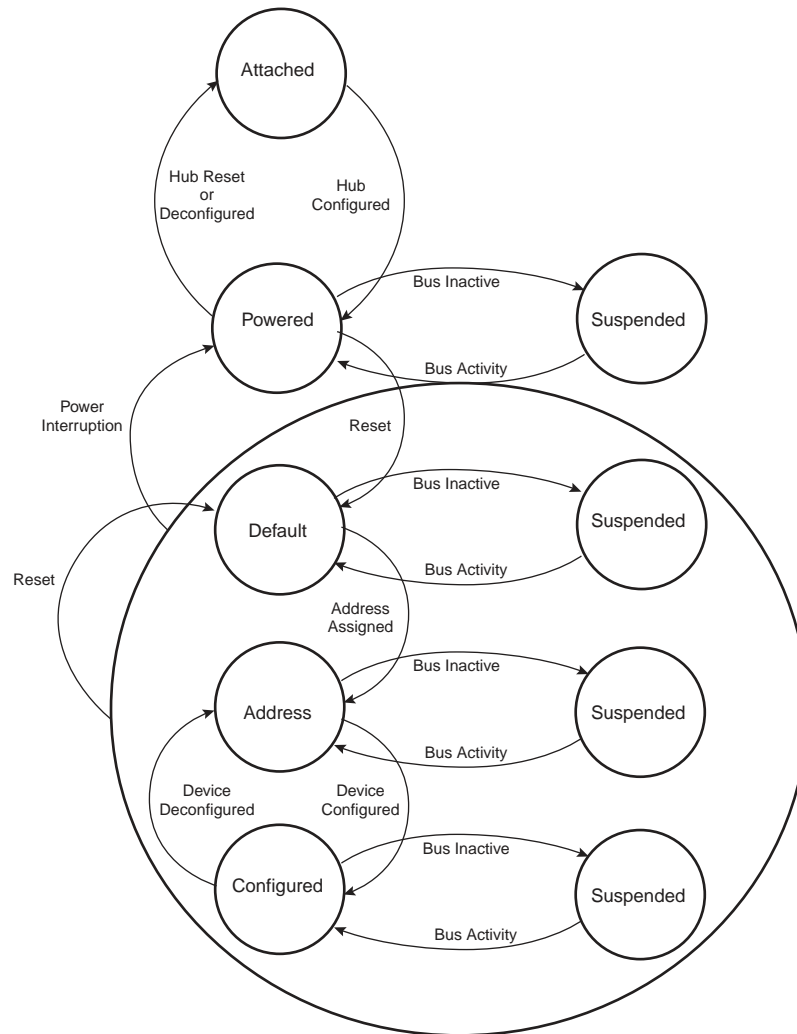 Attached
Hub Reset
or
Deconfigured
Hub
Configured
Bus Inactive
Powered
Suspended
Bus Activity
Power
Interruption
Reset
Bus Inactive
Default
Suspended
Bus Activity
Reset
Address
Assigned
Bus Inactive
Address
Suspended
Bus Activity
Device
Deconfigured
Device
Configured
Bus Inactive
Configured
Suspended
Bus Activity